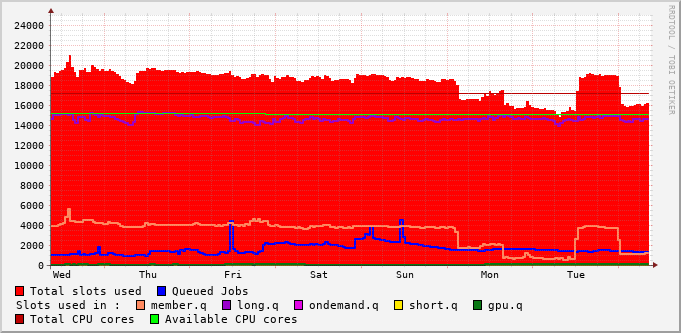 24000
22000
20000
18000
16000
14000
12000
10000
8000
6000
4000
2000
0
Wed Thu Fri Sat Sun Mon Tue
RRDTOOL / TOBI OETIKER
Total slots used Queued Jobs
Slots used in : member.q long.q ondemand.q short.q gpu.q
Total CPU cores Available CPU cores